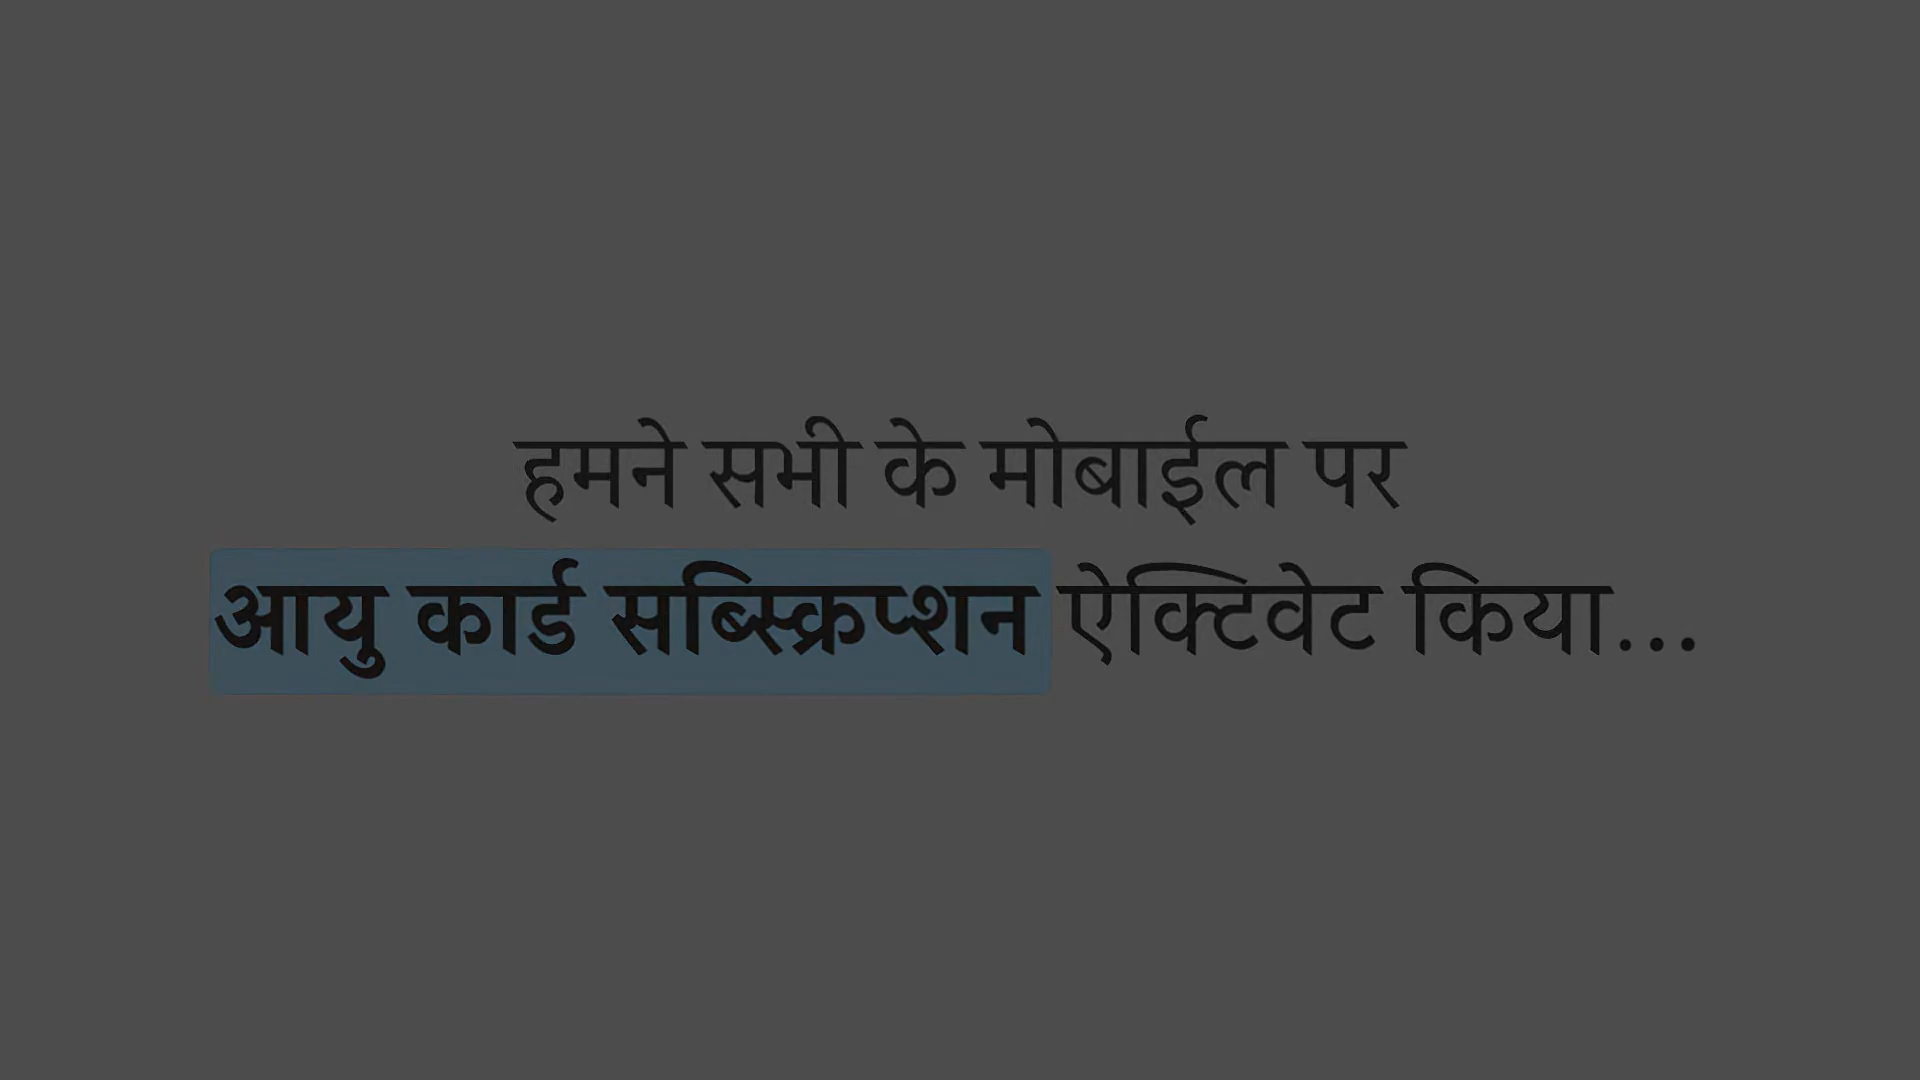 हमने सभी के मोबाईल पर
आयु कार्ड सब्स्क्रिप्शन ऐक्टिवेट किया...